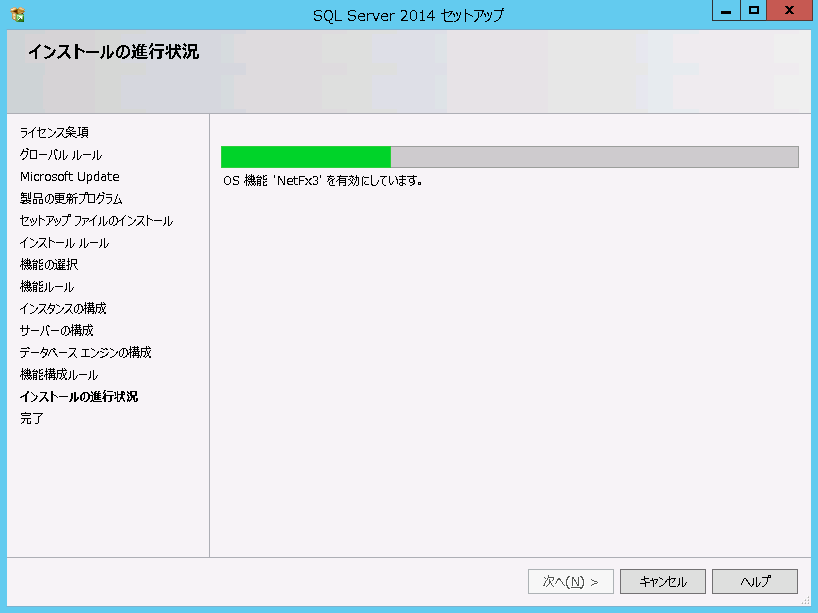 SQL Server 2014 セットアップ
インストールの進行状況
ライセンス条項
グローバル ルール
Microsoft Update
製品の更新プログラム
セットアップ ファイルのインストール
インストール ルール
機能の選択
機能ルール
インスタンスの構成
サーバーの構成
データベース エンジンの構成
機能構成ルール
インストールの進行状況
完了
OS 機能 'NetFx3' を有効にしています。
次へ(N) >
キャンセル
ヘルプ